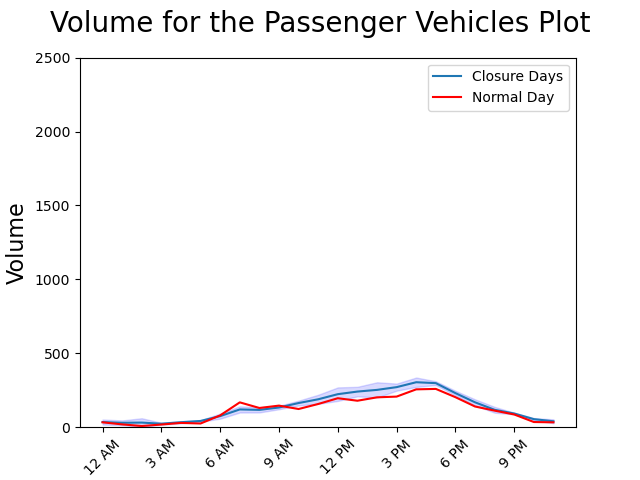 Volume for the Passenger Vehicles Plot
2500
2000
1500
1000
500
0
Volume
Closure Days
Normal Day
12 AM
3 AM
6 AM
9 AM
12 PM
3 PM
6 PM
9 PM